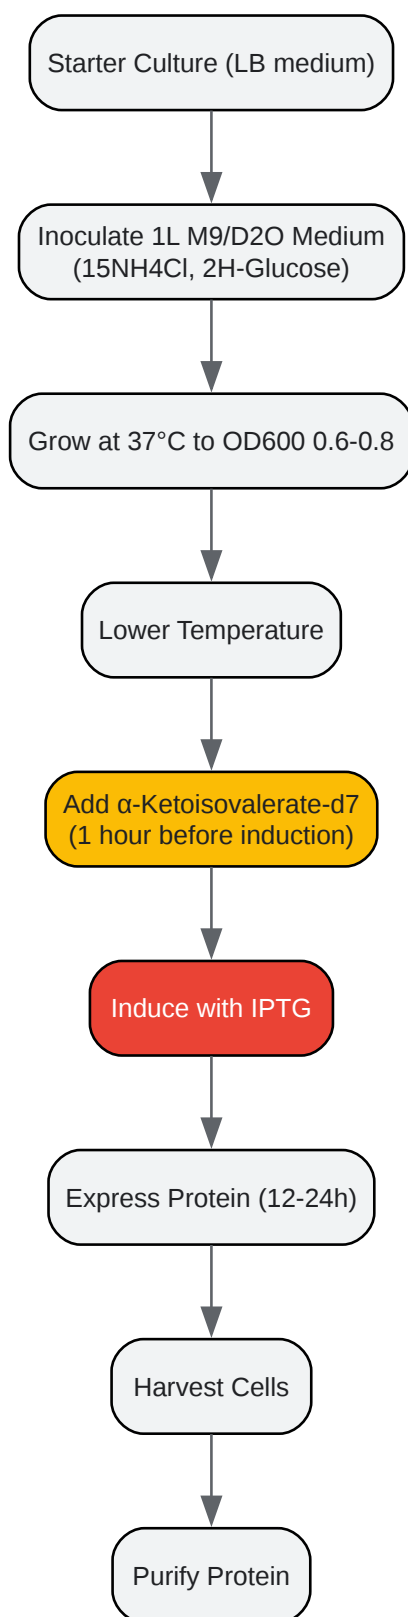 Starter Culture (LB medium)
Inoculate 1L M9/D2O Medium
(15NH4Cl, 2H-Glucose)
Grow at 37°C to OD600 0.6-0.8
Lower Temperature
Add α-Ketoisovalerate-d7
(1 hour before induction)
Induce with IPTG
Express Protein (12-24h)
Harvest Cells
Purify Protein